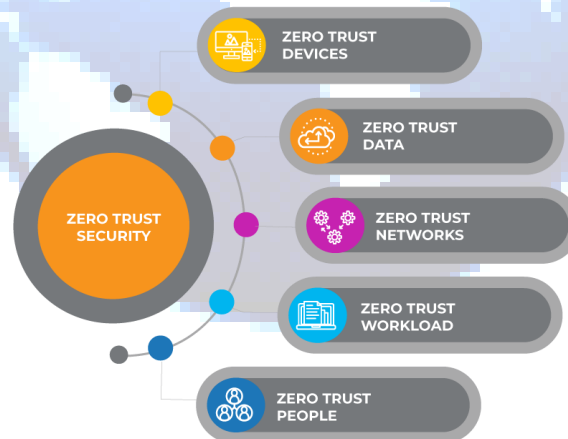 ZERO TRUST
DEVICES
ZERO TRUST
DATA
ZERO TRUST
SECURITY
ZERO TRUST
NETWORKS
ZERO TRUST
WORKLOAD
ZERO TRUST
PEOPLE